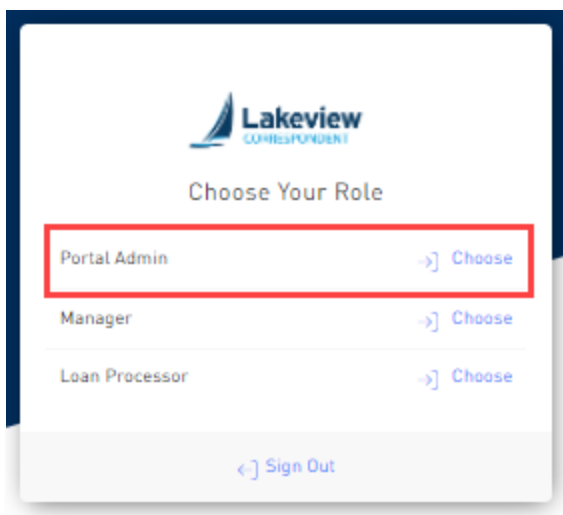 Lakeview
CORRESPONDENT
Choose Your Role
Portal Admin Choose
Manager Choose
Loan Processor Choose
Sign Out